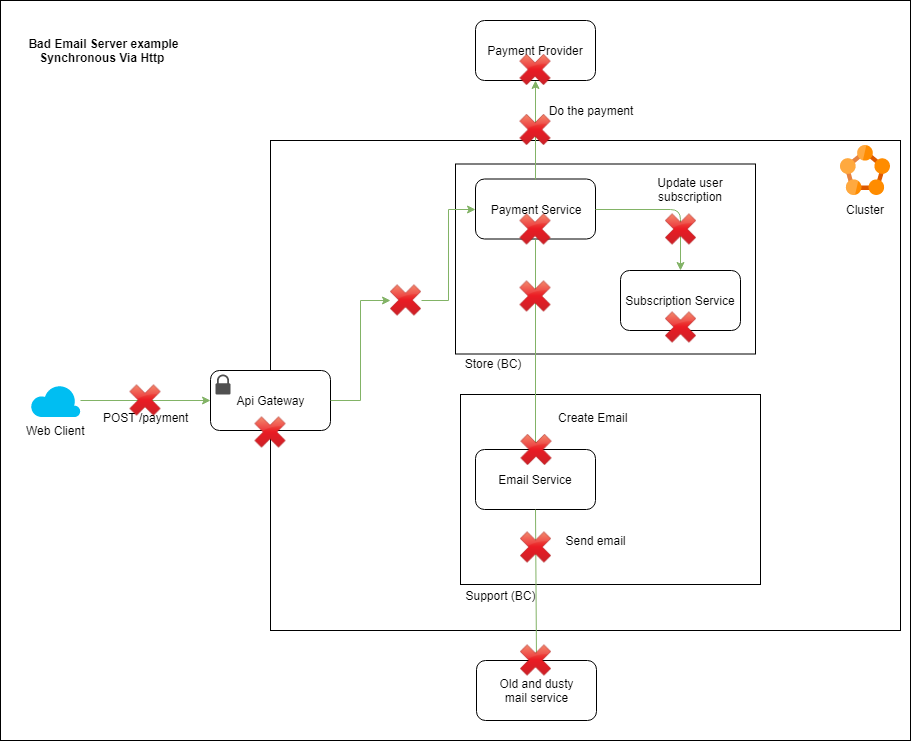 Bad Email Server example
Synchronous Via Http
Payment Provider
Do the payment
Cluster
Update user
subscription
Payment Service
Subscription Service
Store (BC)
Api Gateway
POST /payment
Web Client
Create Email
Email Service
Send email
Support (BC)
Old and dusty
mail service